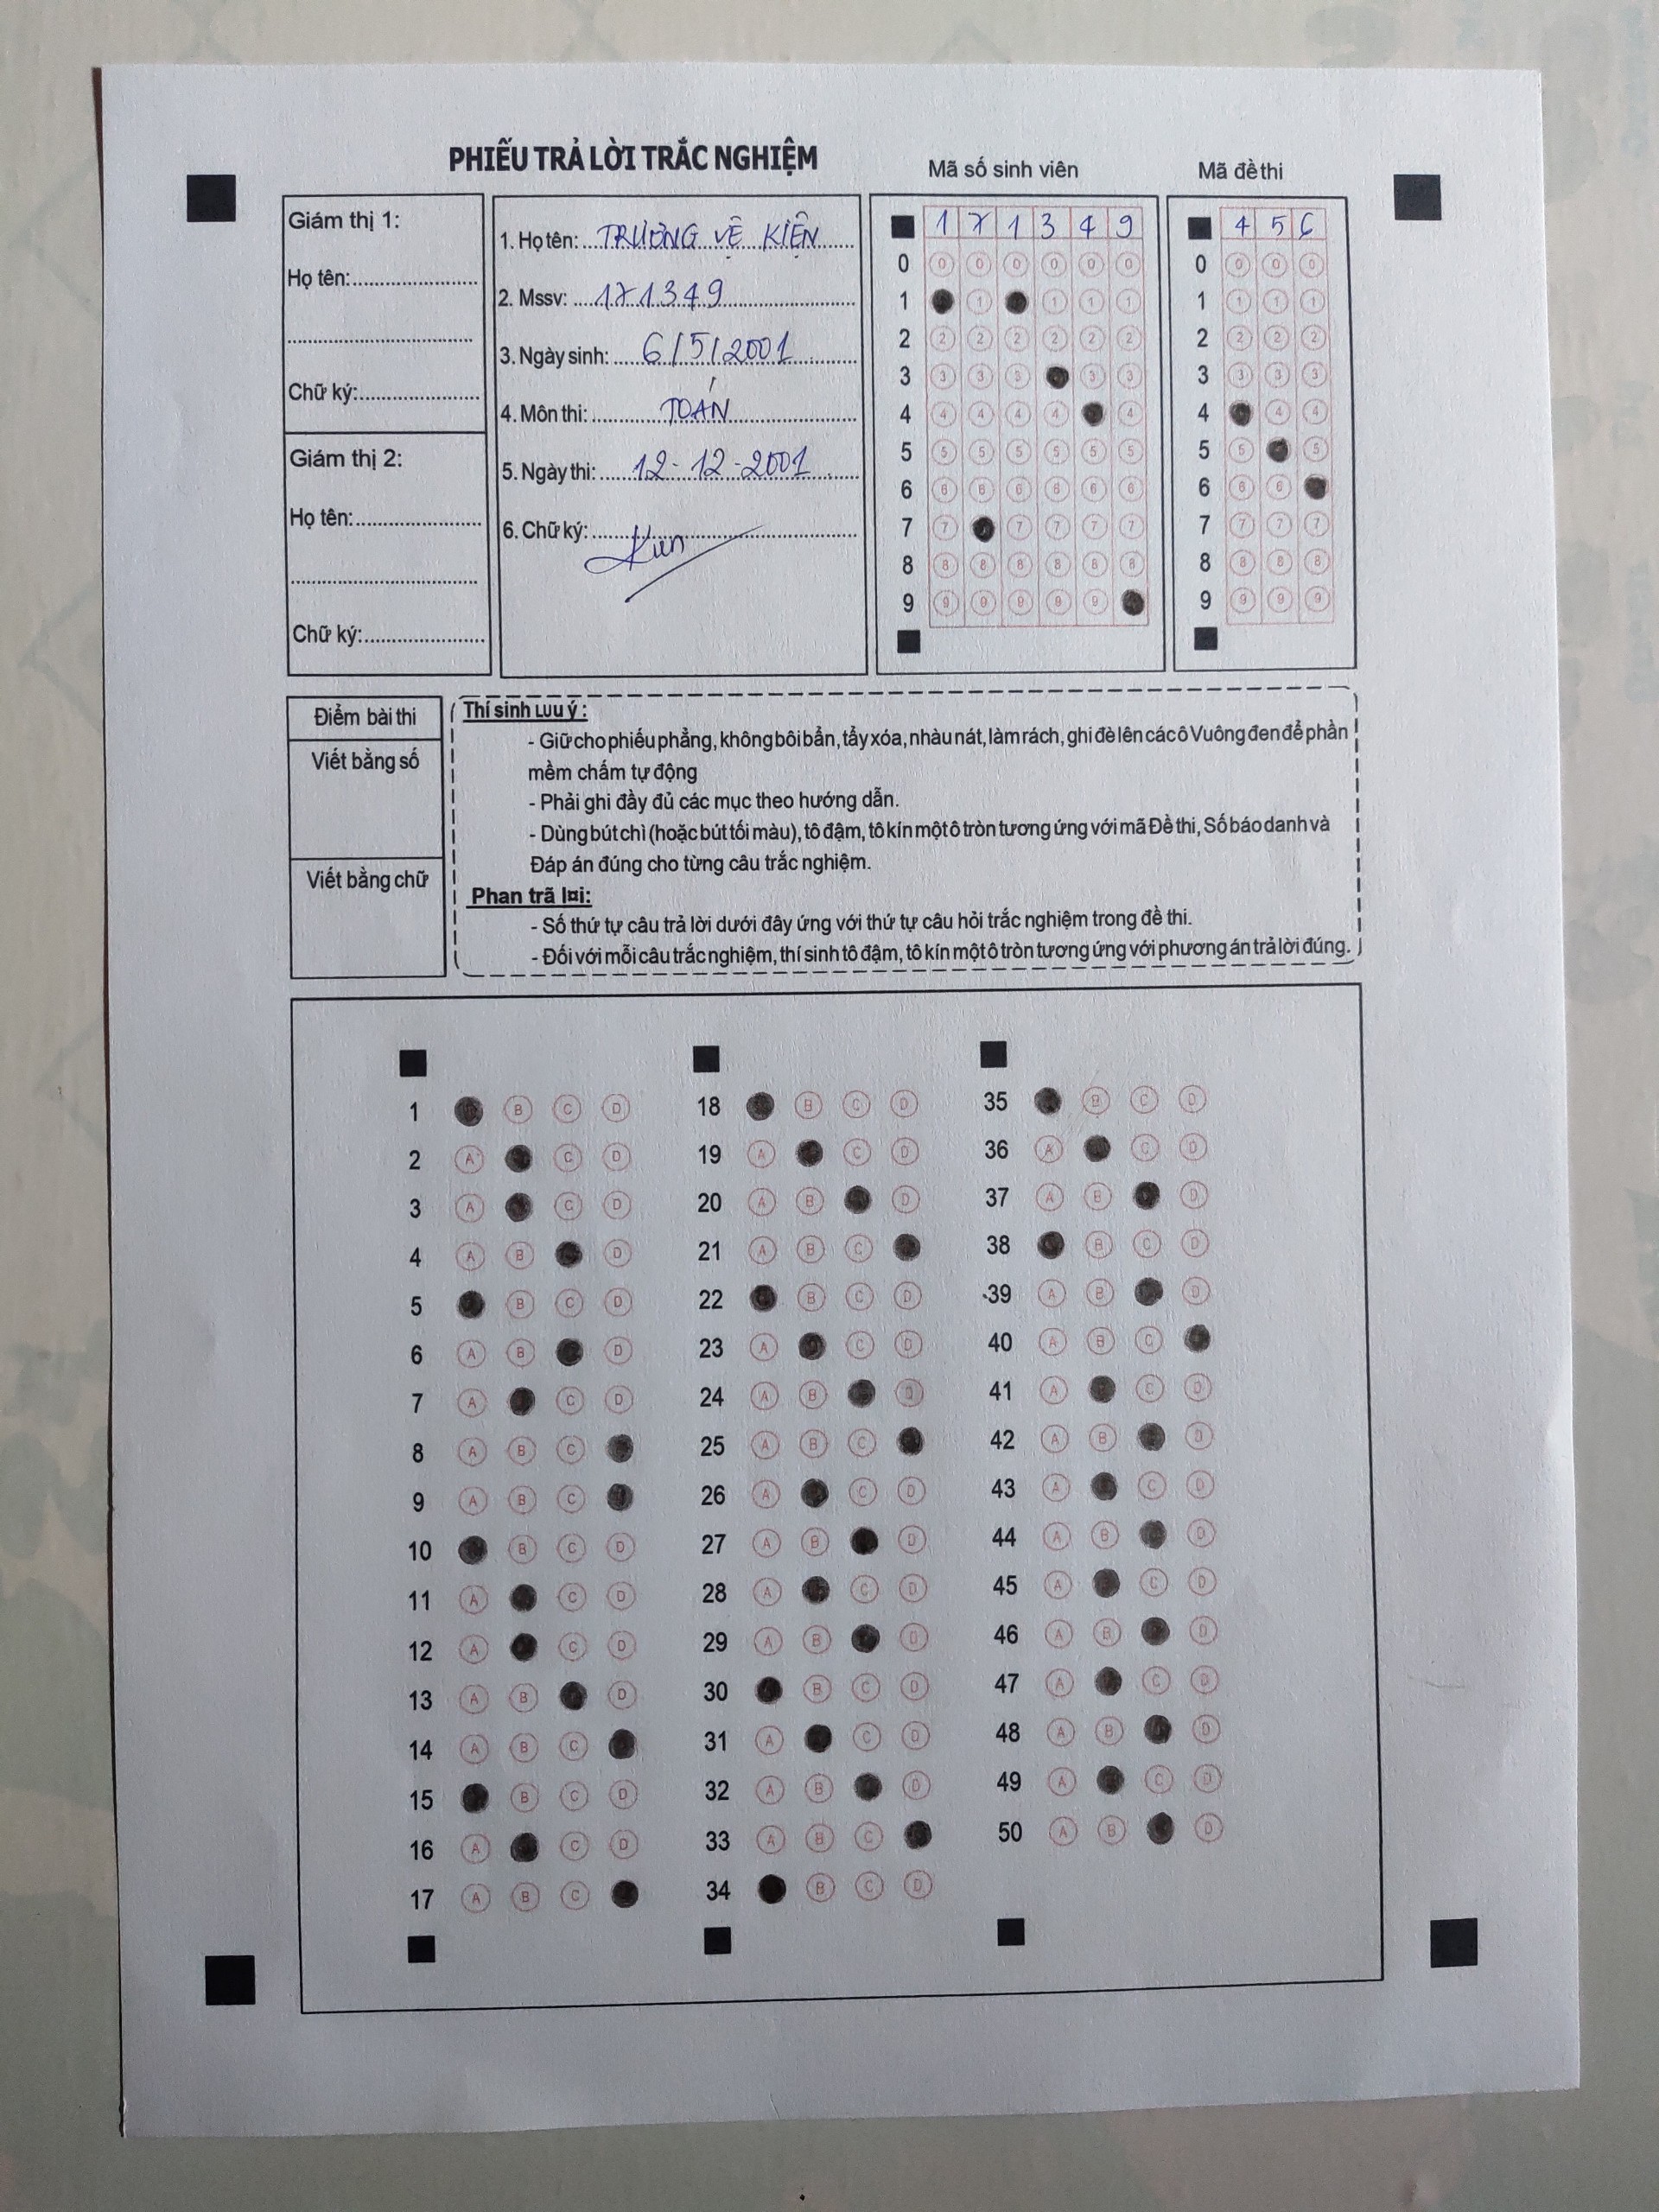 PHIẾU TRẢ LỜI TRẮC NGHIỆM
Mã số sinh viên
Mã đề thi
Giám thị 1:
Họ tên:
Chữ ký:
Giám thị 2:
Họ tên:
Chữ ký:
1. Họ tên: TRƯƠNG VỆ KIỆN
2. Mssv: 171349
3. Ngày sinh: 6/5/2001
4. Môn thi: TOÁN
5. Ngày thi: 12-12-2001
6. Chữ ký:
1 7 1 3 4 9
0 0 0 0 0 0 0
1 1 1 1 1
2 2 2 2 2 2 2
3 3 3 3 3 3
4 4 4 4 4 4
5 5 5 5 5 5 5
6 6 6 6 6 6 6
7 7 7 7 7 7
8 8 8 8 8 8 8
9 9 9 9 9 9
4 5 6
0 0 0 0
1 1 1 1
2 2 2 2
3 3 3 3
4 4 4
5 5 5
6 6 6
7 7 7 7
8 8 8 8
9 9 9 9
Điểm bài thi
Viết bằng số
Viết bằng chữ
Thí sinh LƯU ý :
- Giữ cho phiếu phẳng, không bôi bẩn, tẩy xóa, nhàu nát, làm rách, ghi đè lên các ô Vuông đen để phần
mềm chấm tự động
- Phải ghi đầy đủ các mục theo hướng dẫn.
- Dùng bút chì (hoặc bút tối màu), tô đậm, tô kín một ô tròn tương ứng với mã Đề thi, Số báo danh và
Đáp án đúng cho từng câu trắc nghiệm.
Phan trã l¤i:
- Số thứ tự câu trả lời dưới đây ứng với thứ tự câu hỏi trắc nghiệm trong đề thi.
- Đối với mỗi câu trắc nghiệm, thí sinh tô đậm, tô kín một ô tròn tương ứng với phương án trả lời đúng.
1 B C D
2 A C D
3 A C D
4 A B D
5 B C D
6 A B D
7 A C D
8 A B C
9 A B C
10 B C D
11 A C D
12 A C D
13 A B D
14 A B C
15 B C D
16 A C D
17 A B C
18 B C D
19 A C D
20 A B D
21 A B C
22 B C D
23 A C D
24 A B D
25 A B C
26 A C D
27 A B D
28 A C D
29 A B D
30 B C D
31 A C D
32 A B D
33 A B C
34 B C D
35 B C D
36 A C D
37 A B D
38 B C D
39 A B D
40 A B C
41 A C D
42 A B D
43 A C D
44 A B D
45 A C D
46 A B D
47 A C D
48 A B D
49 A C D
50 A B D